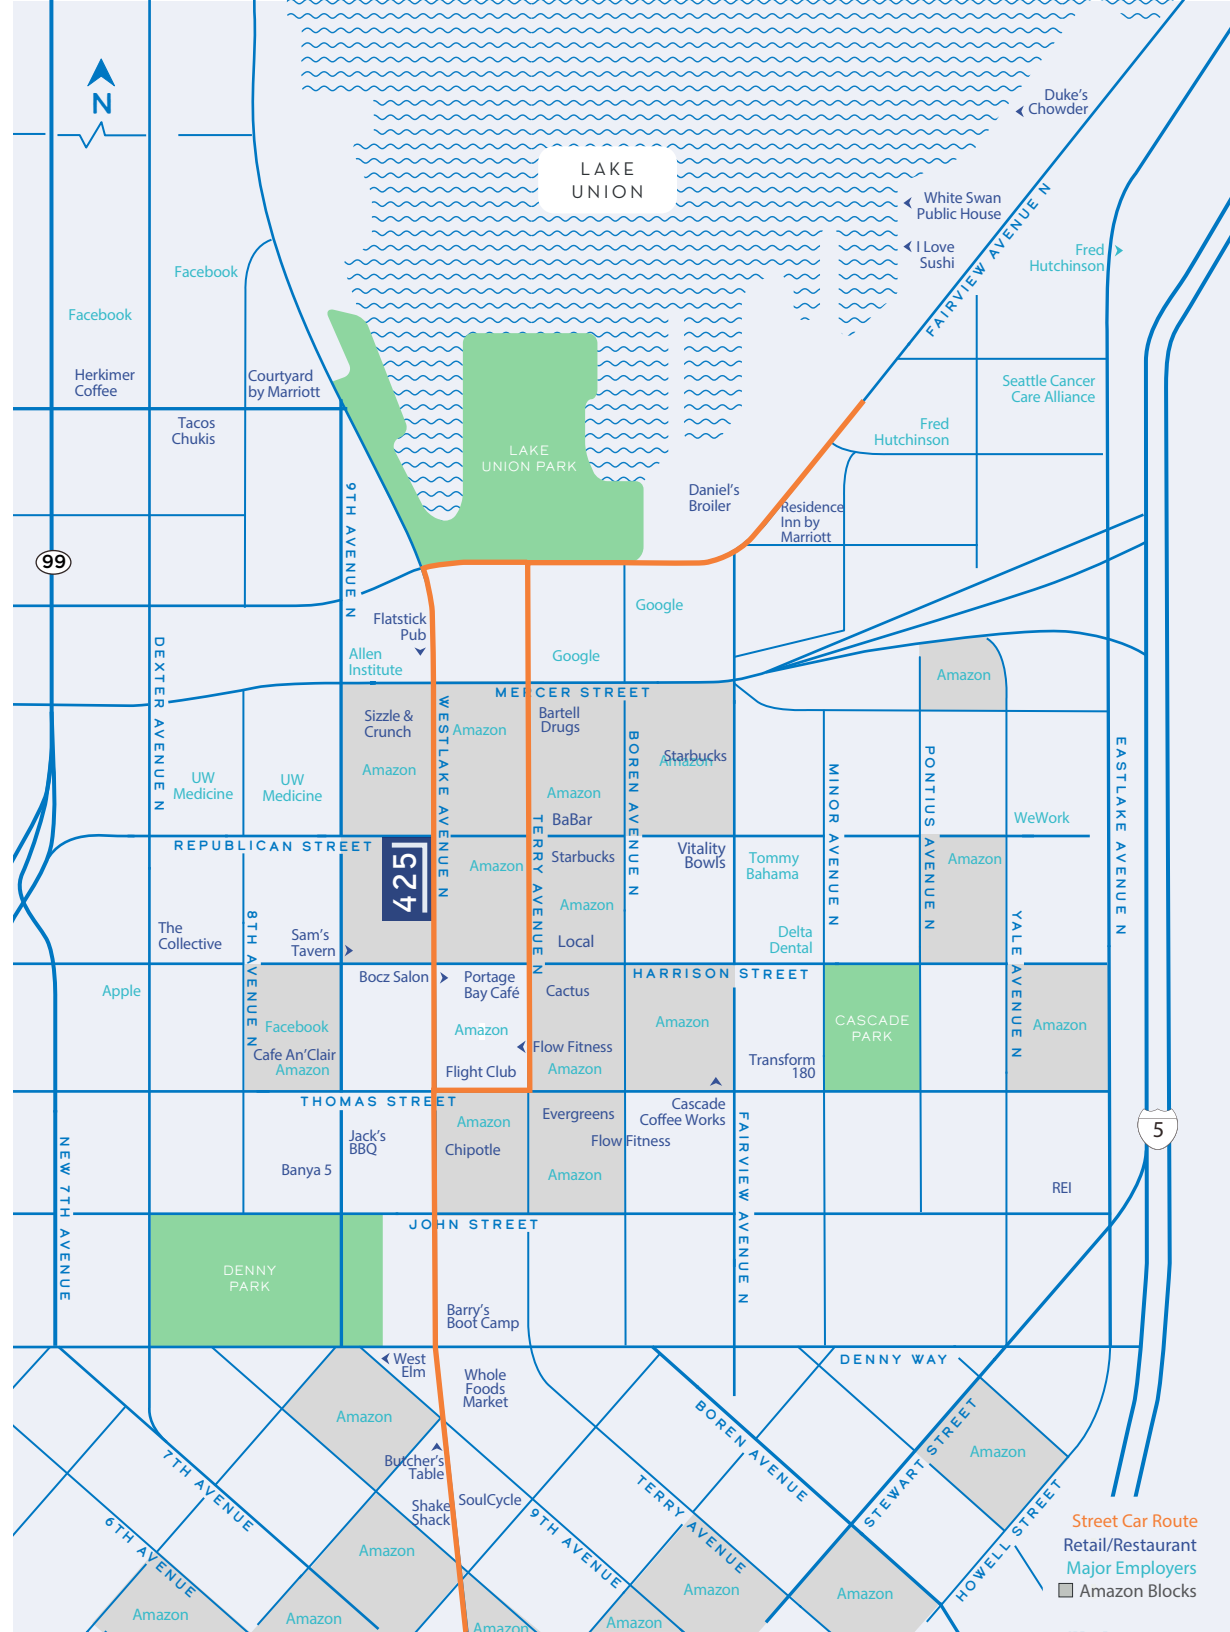 N
LAKE
UNION
Duke's
Chowder
White Swan
Public House
I Love
Sushi
FAIRVIEW AVENUE N
Fred
Hutchinson
Facebook
Facebook
Herkimer
Coffee
Courtyard
by Marriott
Tacos
Chukis
Seattle Cancer
Care Alliance
Fred
Hutchinson
LAKE
UNION PARK
Daniel's
Broiler
Residence
Inn by
Marriott
9TH AVENUE N
99
Flatstick
Pub
Google
Google
Allen
Institute
DEXTER AVENUE N
MERCER STREET
Amazon
Sizzle &
Crunch
WESTLAKE AVENUE N
Amazon
Bartell
Drugs
BOREN AVENUE N
Starbucks
Amazon
Amazon
UW
Medicine
UW
Medicine
Amazon
BaBar
MINOR AVENUE N
PONTIUS AVENUE N
EASTLAKE AVENUE N
WeWork
REPUBLICAN STREET
425
Amazon
TERRY AVENUE N
Starbucks
Vitality
Bowls
Tommy
Bahama
Amazon
Amazon
The
Collective
8TH AVENUE N
Sam's
Tavern
Local
Delta
Dental
YALE AVENUE N
HARRISON STREET
Bocz Salon
Portage
Bay Café
Cactus
Apple
Facebook
Cafe An'Clair
Amazon
Amazon
Flow Fitness
Amazon
Amazon
CASCADE
PARK
Amazon
Transform
180
Flight Club
THOMAS STREET
Amazon
Evergreens
Cascade
Coffee Works
Flow Fitness
FAIRVIEW AVENUE N
5
NEW 7TH AVENUE
Jack's
BBQ
Banya 5
Chipotle
Amazon
REI
JOHN STREET
DENNY
PARK
Barry's
Boot Camp
DENNY WAY
West
Elm
Whole
Foods
Market
Amazon
BOREN AVENUE
STEWART STREET
Amazon
Butcher's
Table
7TH AVENUE
Shake
Shack
SoulCycle
9TH AVENUE
TERRY AVENUE
HOWELL STREET
6TH AVENUE
Amazon
Amazon
Amazon
Amazon
Amazon
Amazon
Amazon
Street Car Route
Retail/Restaurant
Major Employers
Amazon Blocks